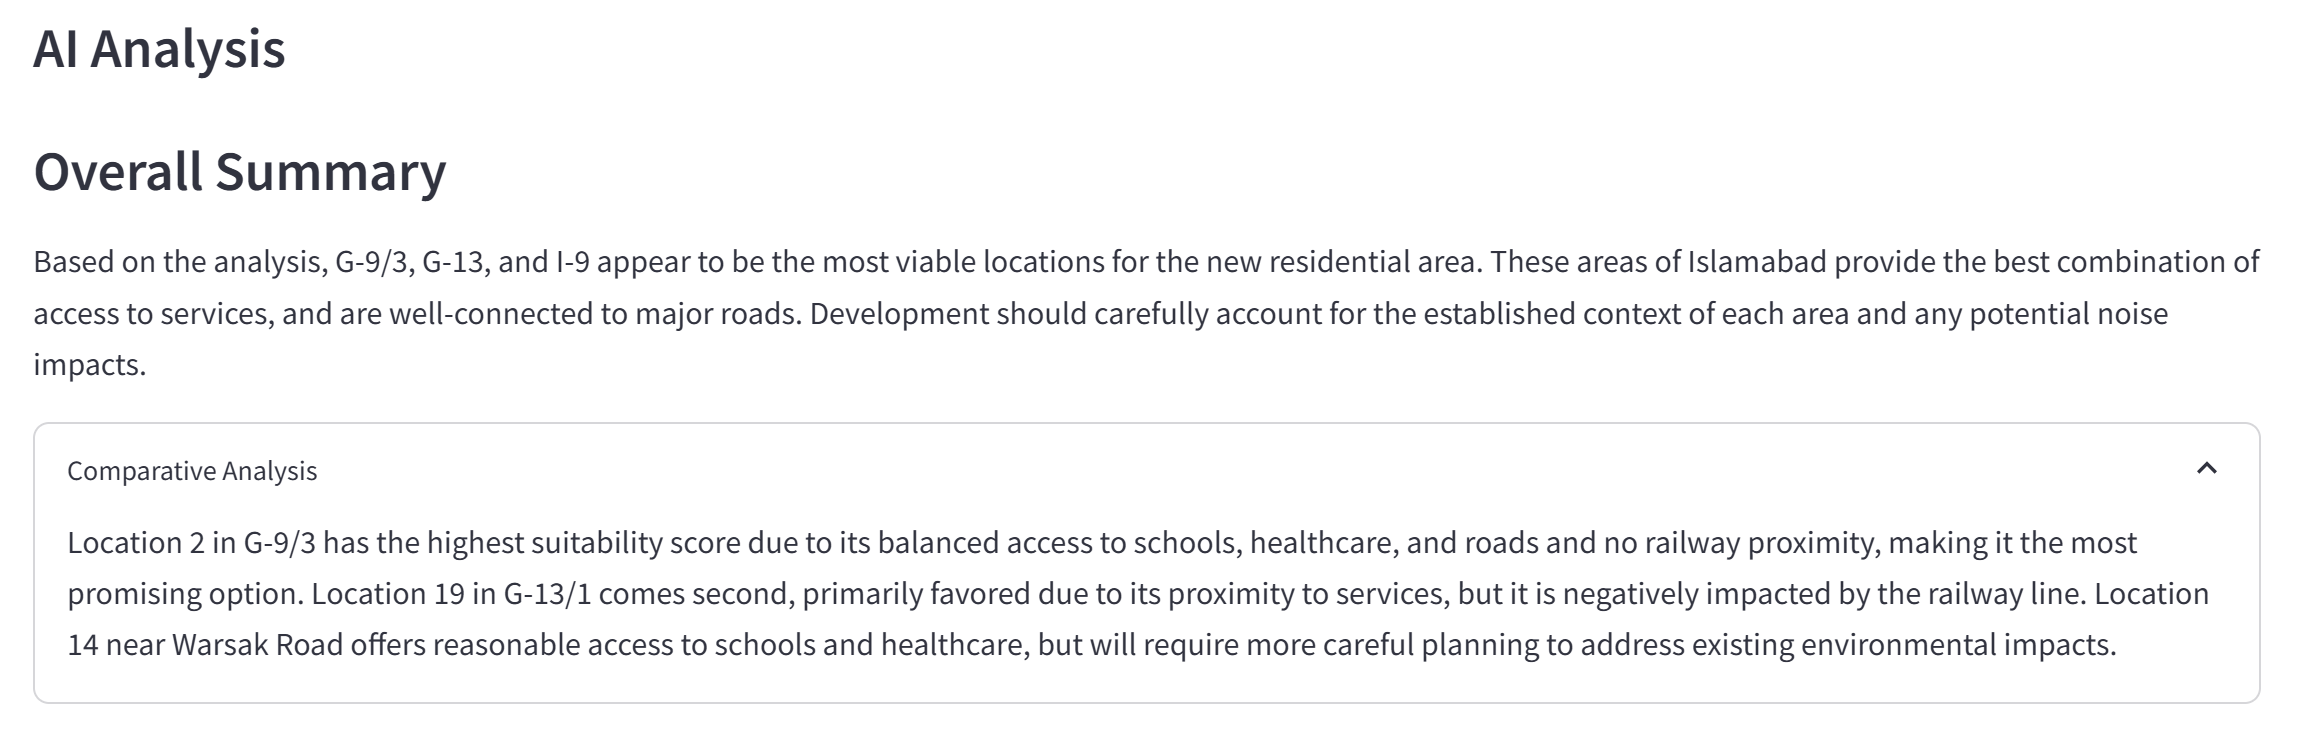 AI Analysis
Overall Summary
Based on the analysis, G-9/3, G-13, and I-9 appear to be the most viable locations for the new residential area. These areas of Islamabad provide the best combination of
access to services, and are well-connected to major roads. Development should carefully account for the established context of each area and any potential noise
impacts.
Comparative Analysis
Location 2 in G-9/3 has the highest suitability score due to its balanced access to schools, healthcare, and roads and no railway proximity, making it the most
promising option. Location 19 in G-13/1 comes second, primarily favored due to its proximity to services, but it is negatively impacted by the railway line. Location
14 near Warsak Road offers reasonable access to schools and healthcare, but will require more careful planning to address existing environmental impacts.